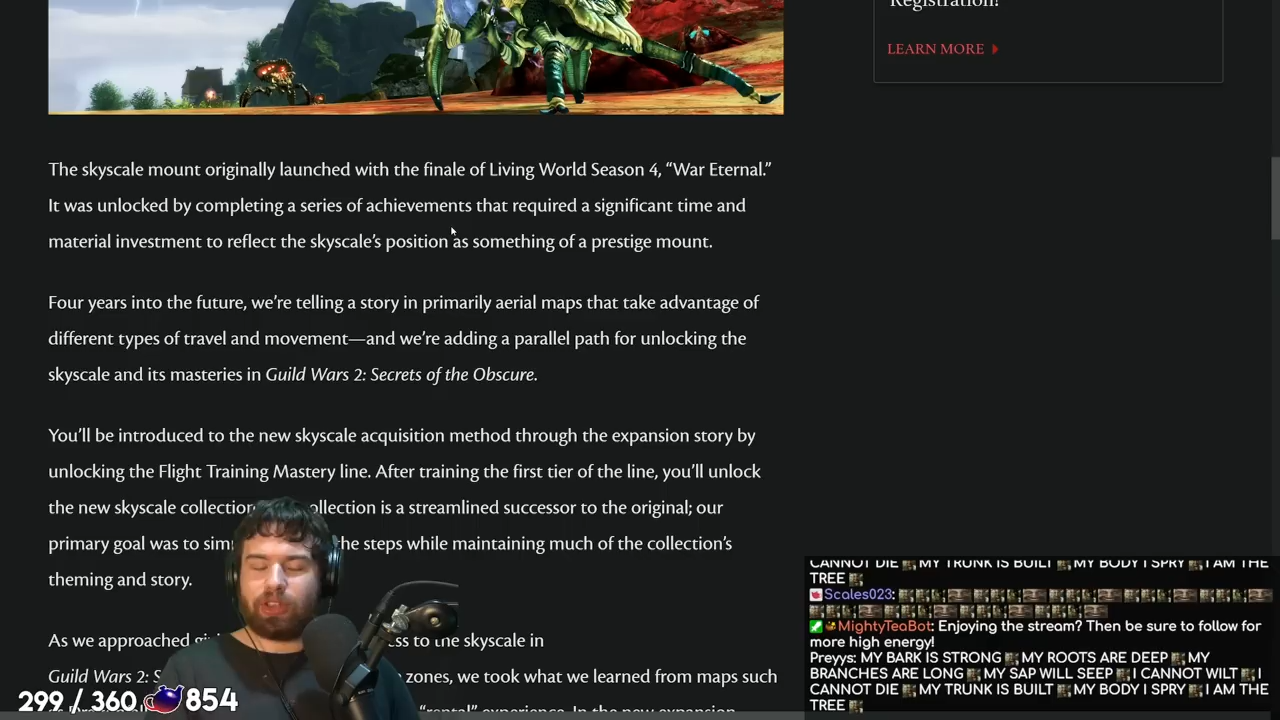 Registration!
LEARN MORE
The skyscale mount originally launched with the finale of Living World Season 4, “War Eternal.”
It was unlocked by completing a series of achievements that required a significant time and
material investment to reflect the skyscale’s position as something of a prestige mount.
Four years into the future, we’re telling a story in primarily aerial maps that take advantage of
different types of travel and movement—and we’re adding a parallel path for unlocking the
skyscale and its masteries in Guild Wars 2: Secrets of the Obscure.
You’ll be introduced to the new skyscale acquisition method through the expansion story by
unlocking the Flight Training Mastery line. After training the first tier of the line, you’ll unlock
the new skyscale collection ollection is a streamlined successor to the original; our
primary goal was to sim the steps while maintaining much of the collection’s
theming and story.
As we approached gi ss to the skyscale in
Guild Wars 2: S zones, we took what we learned from maps such
“rental” experience. In the new expansion
CANNOT DIE MY TRUNK IS BUILT MY BODY I SPRY I AM THE
TREE
Scales023:
MightyTeaBot: Enjoying the stream? Then be sure to follow for
more high energy!
Preyys: MY BARK IS STRONG MY ROOTS ARE DEEP MY
BRANCHES ARE LONG MY SAP WILL SEEP I CANNOT WILT I
CANNOT DIE MY TRUNK IS BUILT MY BODY I SPRY I AM THE
TREE
299 / 360 854